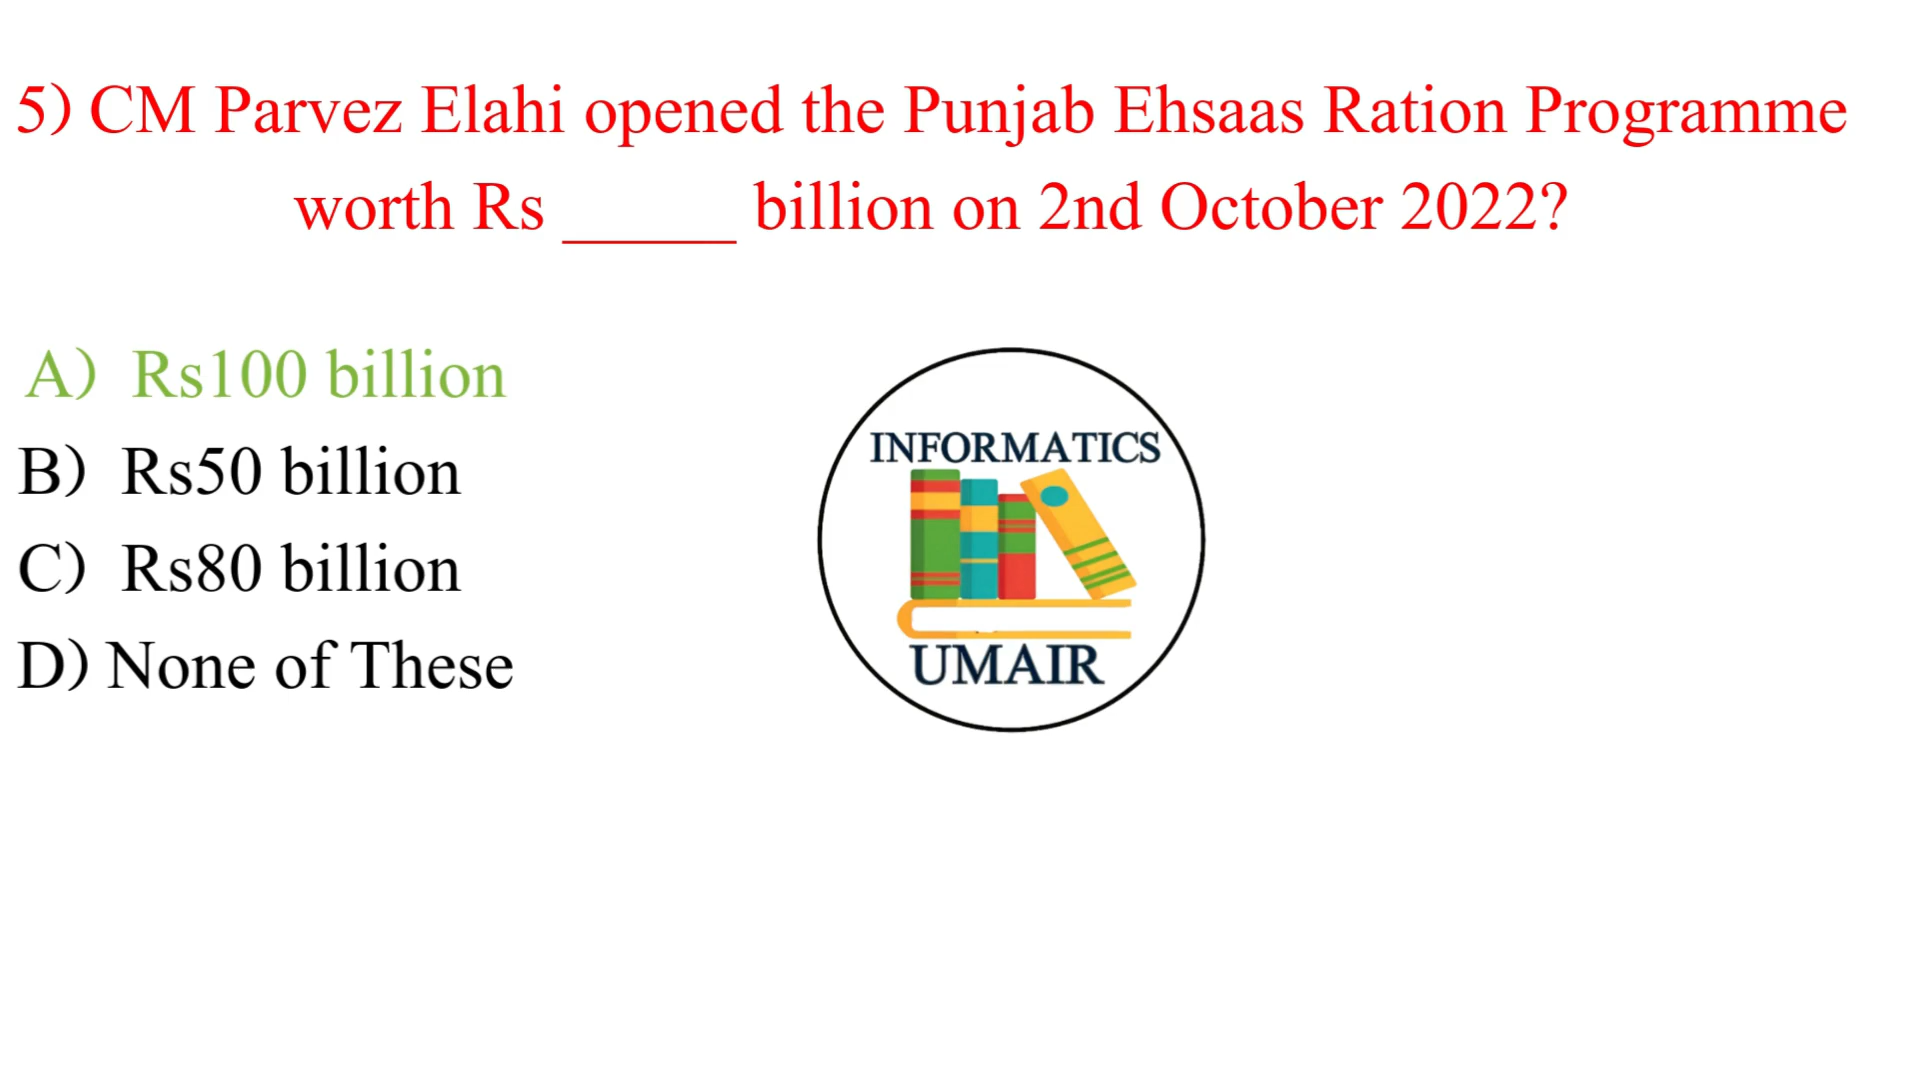 5) CM Parvez Elahi opened the Punjab Ehsaas Ration Programme
worth Rs _____ billion on 2nd October 2022?
A) Rs100 billion
B) Rs50 billion
C) Rs80 billion
D) None of These
INFORMATICS
UMAIR